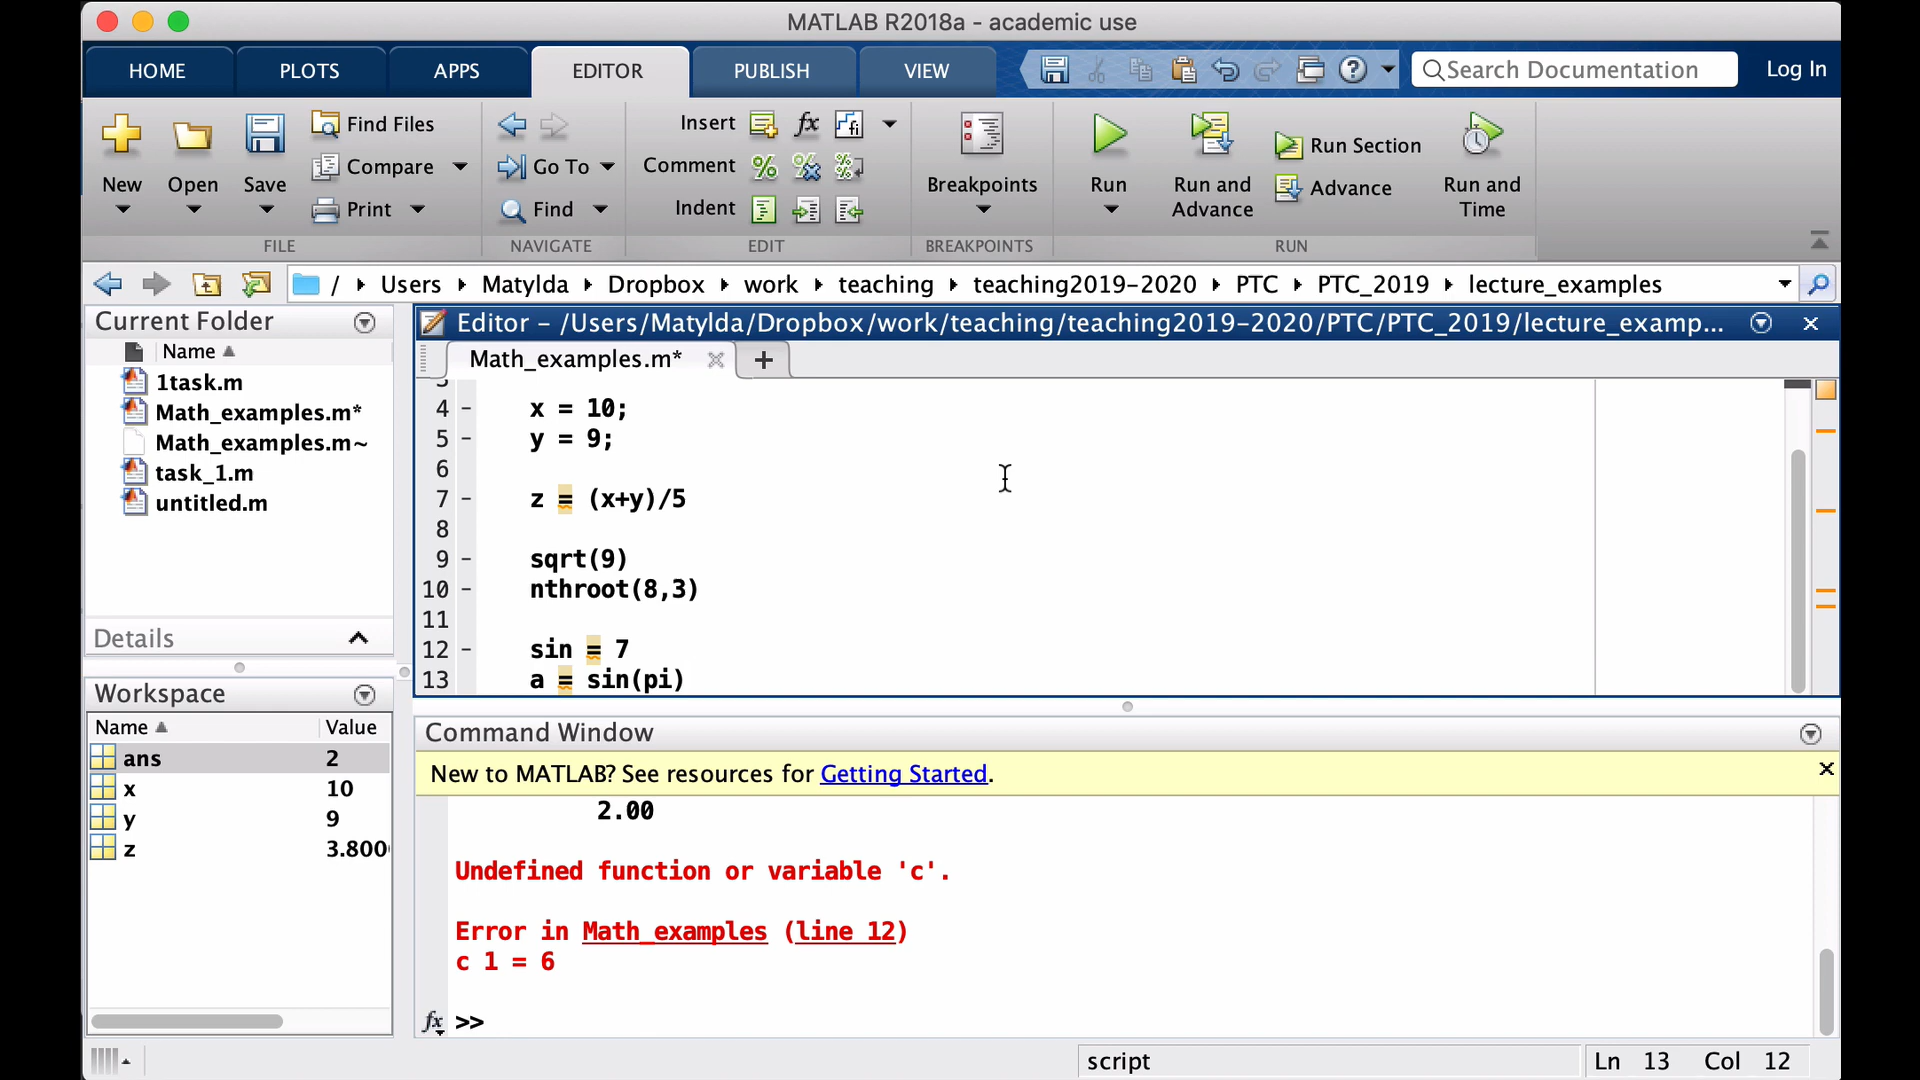 MATLAB R2018a - academic use
HOME PLOTS APPS EDITOR PUBLISH VIEW Search Documentation Log In
New Open Save Find Files Compare Print
FILE
Go To Find
NAVIGATE
Insert fx fi
Comment
Indent
EDIT
Breakpoints
BREAKPOINTS
Run Run and Advance Run Section Advance Run and Time
RUN
/ Users Matylda Dropbox work teaching teaching2019-2020 PTC PTC_2019 lecture_examples
Current Folder
Name
1task.m
Math_examples.m*
Math_examples.m~
task_1.m
untitled.m
Details
Workspace
Name Value
ans 2
x 10
y 9
z 3.800
Editor - /Users/Matylda/Dropbox/work/teaching/teaching2019-2020/PTC/PTC_2019/lecture_examp...
Math_examples.m*
4 - x = 10;
5 - y = 9;
6
7 - z = (x+y)/5
8
9 - sqrt(9)
10 - nthroot(8,3)
11
12 - sin = 7
13 a = sin(pi)
Command Window
New to MATLAB? See resources for Getting Started.
2.00
Undefined function or variable 'c'.
Error in Math_examples (line 12)
c 1 = 6
fx >>
script Ln 13 Col 12